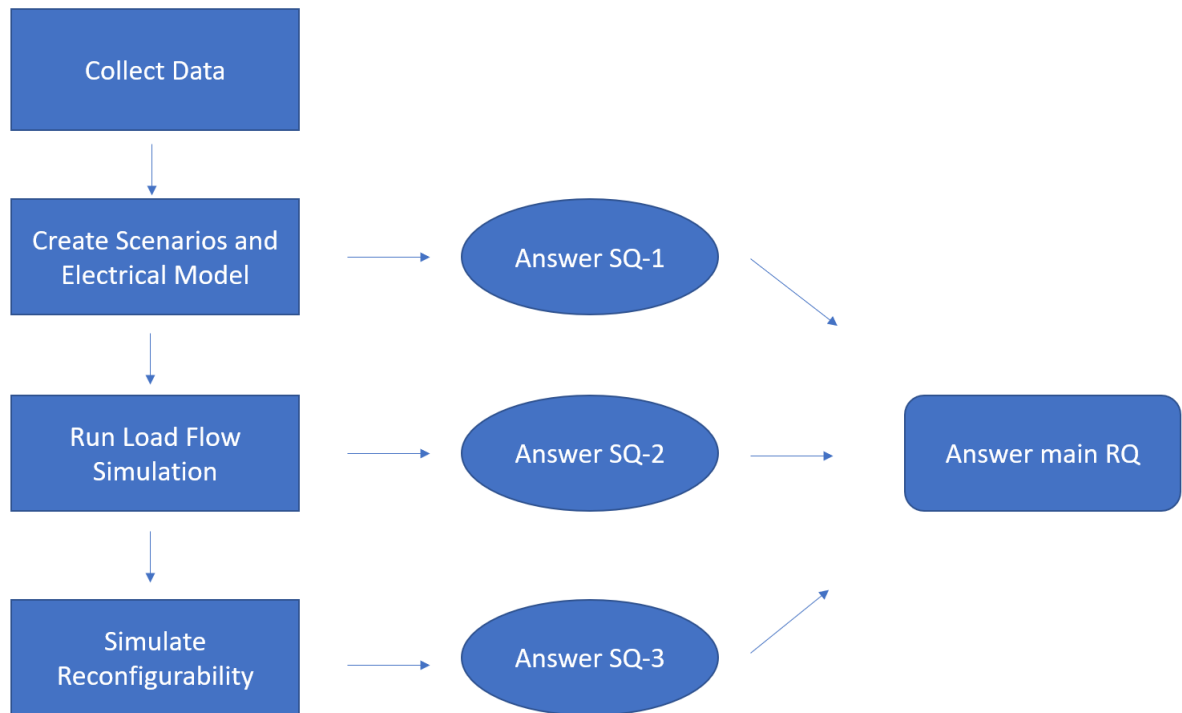 Collect Data
Create Scenarios and
Electrical Model
Answer SQ-1
Run Load Flow
Simulation
Answer SQ-2
Answer main RQ
Simulate
Reconfigurability
Answer SQ-3